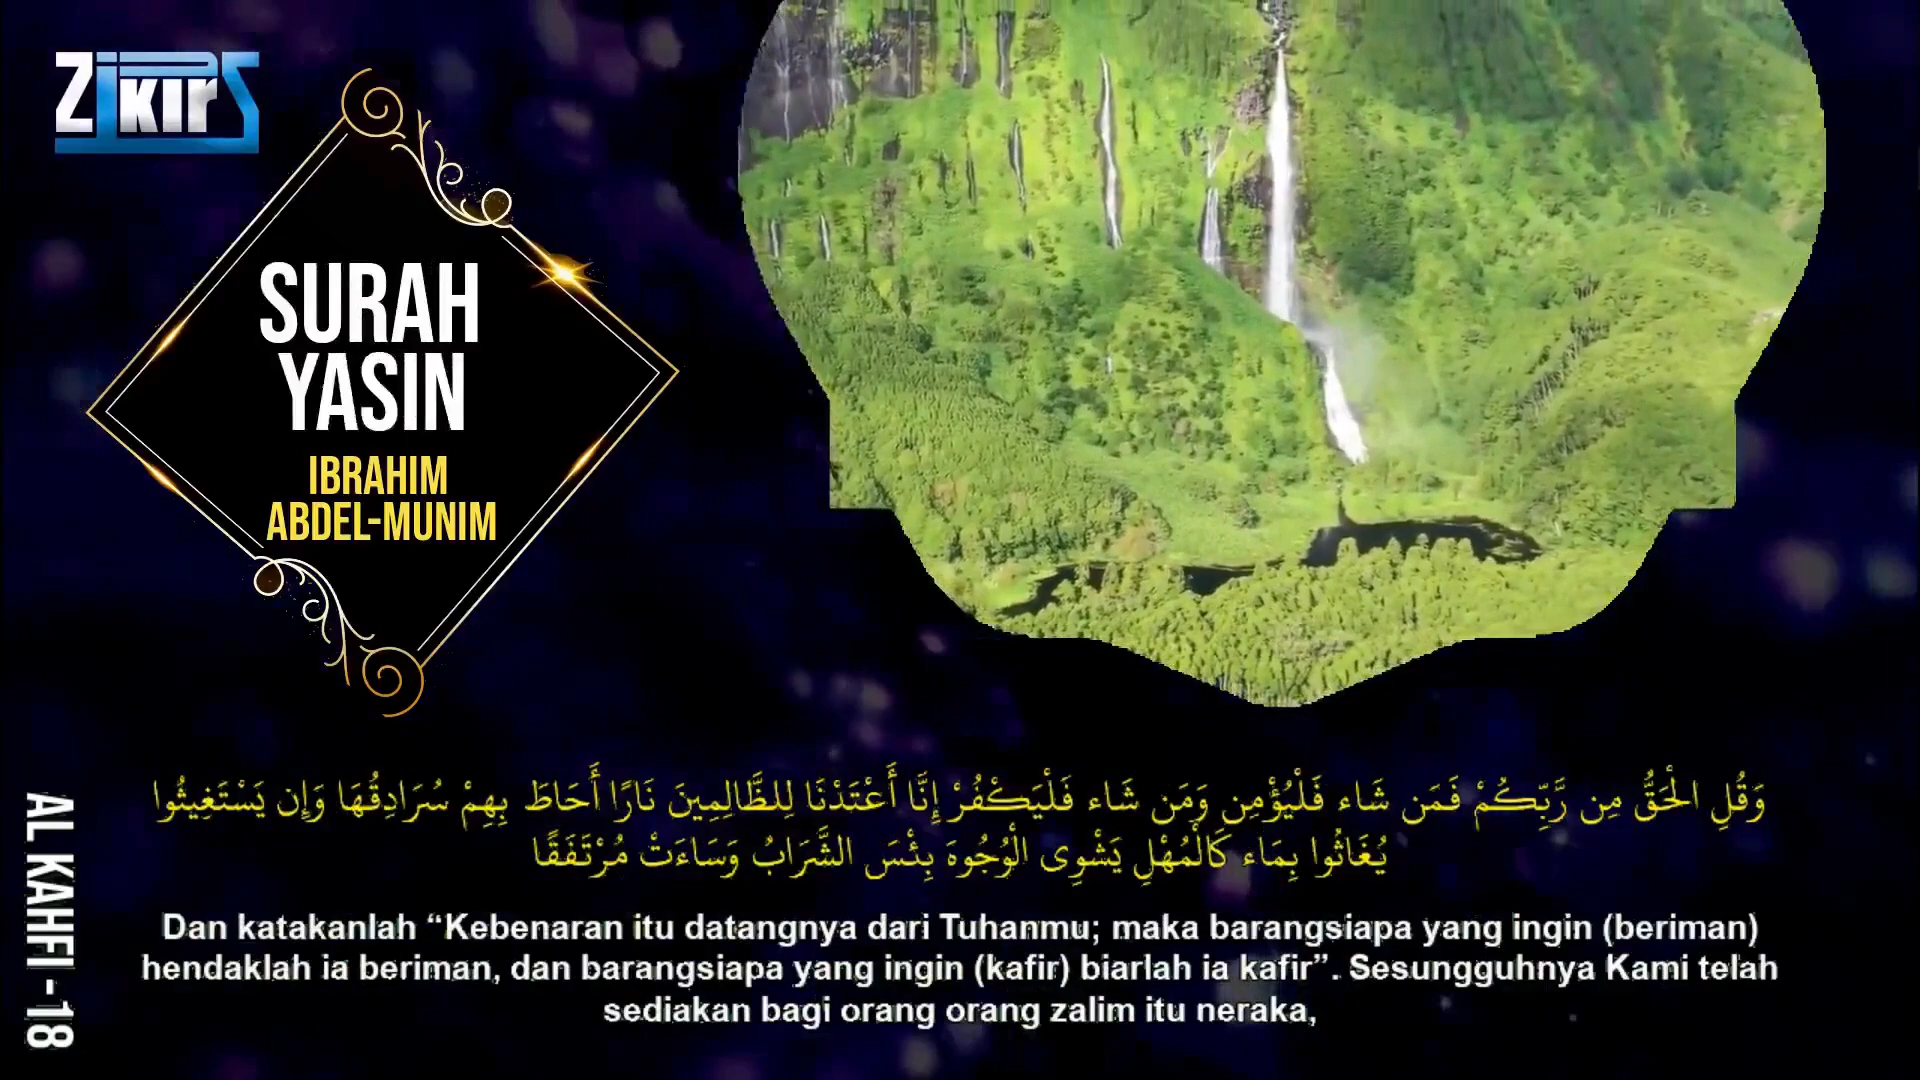 Zikir
SURAH
YASIN
IBRAHIM
ABDEL-MUNIM
AL KAHFI - 18
وَقُلِ الْحَقُّ مِن رَّبِّكُمْ فَمَن شَاء فَلْيُؤْمِن وَمَن شَاء فَلْيَكْفُرْ إِنَّا أَعْتَدْنَا لِلظَّالِمِينَ نَارًا أَحَاطَ بِهِمْ سُرَادِقُهَا وَإِن يَسْتَغِيثُوا
يُغَاثُوا بِمَاء كَالْمُهْلِ يَشْوِى الْوُجُوهَ بِئْسَ الشَّرَابُ وَسَاءَتْ مُرْتَفَقًا
Dan katakanlah “Kebenaran itu datangnya dari Tuhanmu; maka barangsiapa yang ingin (beriman)
hendaklah ia beriman, dan barangsiapa yang ingin (kafir) biarlah ia kafir”. Sesungguhnya Kami telah
sediakan bagi orang orang zalim itu neraka,